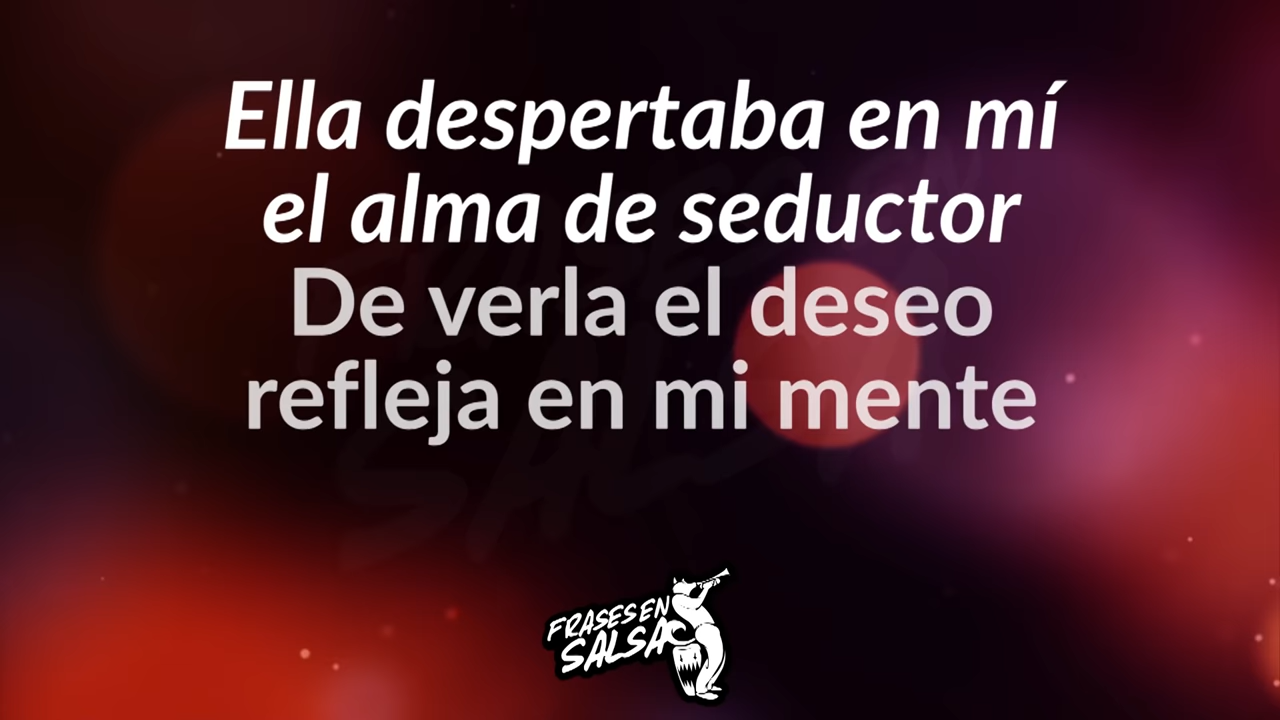 Ella despertaba en mí
el alma de seductor
De verla el deseo
refleja en mi mente
FRASES EN
SALSA